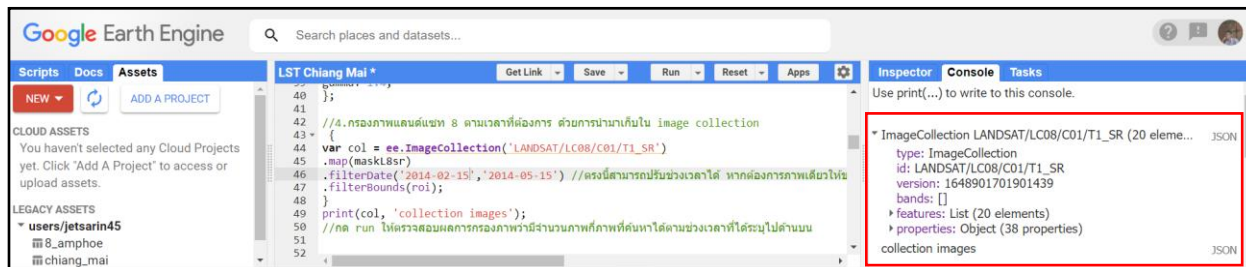 Google Earth Engine
Search places and datasets...
Scripts Docs Assets
NEW
ADD A PROJECT
CLOUD ASSETS
You haven't selected any Cloud Projects
yet. Click "Add A Project" to access or
upload assets.
LEGACY ASSETS
users/jetsarin45
8_amphoe
chiang_mai
LST Chiang Mai *
Get Link Save Run Reset Apps
40 };
41
42 //4.กรองภาพแลนด์แซท 8 ตามเวลาที่ต้องการ ด้วยการนำมาเก็บใน image collection
43 {
44 var col = ee.ImageCollection('LANDSAT/LC08/C01/T1_SR')
45 .map(maskL8sr)
46 .filterDate('2014-02-15','2014-05-15') //ตรงนี้สามารถปรับช่วงเวลาได้ หากต้องการภาพเดียวให้
47 .filterBounds(roi);
48 }
49 print(col, 'collection images');
50 //กด run ให้ตรวจสอบผลการกรองภาพว่ามีจำนวนภาพกี่ภาพที่ค้นหาได้ตามช่วงเวลาที่ได้ระบุไปด้านบน
51
52
Inspector Console Tasks
Use print(...) to write to this console.
ImageCollection LANDSAT/LC08/C01/T1_SR (20 eleme... JSON
type: ImageCollection
id: LANDSAT/LC08/C01/T1_SR
version: 1648901701901439
bands: []
features: List (20 elements)
properties: Object (38 properties)
collection images JSON